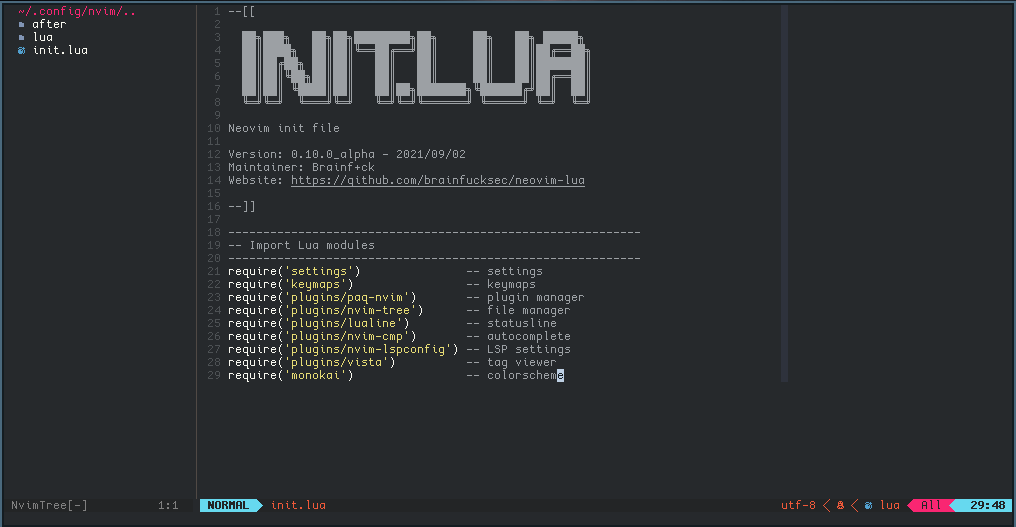 ~/.config/nvim/..
after
lua
init.lua
NvimTree[-] 1:1
1 --[[
2
3
4
5
6
7
8
INIT.LUA
9
10 Neovim init file
11
12 Version: 0.10.0_alpha - 2021/09/02
13 Maintainer: Brainf+ck
14 Website: https://github.com/brainfucksec/neovim-lua
15
16 --]]
17
18 -----------------------------------------------------------
19 -- Import Lua modules
20 -----------------------------------------------------------
21 require('settings') -- settings
22 require('keymaps') -- keymaps
23 require('plugins/paq-nvim') -- plugin manager
24 require('plugins/nvim-tree') -- file manager
25 require('plugins/lualine') -- statusline
26 require('plugins/nvim-cmp') -- autocomplete
27 require('plugins/nvim-lspconfig') -- LSP settings
28 require('plugins/vista') -- tag viewer
29 require('monokai') -- colorscheme
NORMAL init.lua utf-8 lua All 29:48